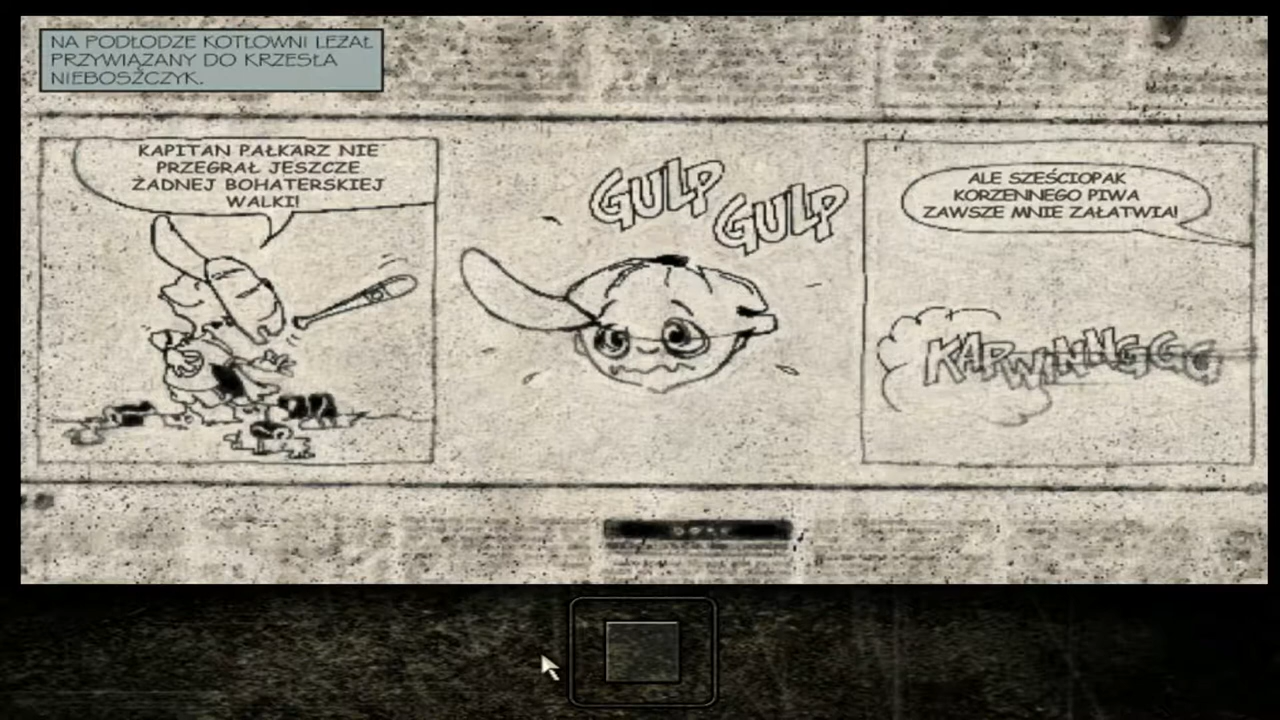 NA PODŁODZE KOTŁOWNI LEŻAŁ
PRZYWIĄZANY DO KRZESŁA
NIEBOSZCZYK.
KAPITAN PAŁKARZ NIE
PRZEGRAŁ JESZCZE
ŻADNEJ BOHATERSKIEJ
WALKI!
GULP
GULP
ALE SZEŚCIOPAK
KORZENNEGO PIWA
ZAWSZE MNIE ZAŁATWIA!
KAPWINNGGG